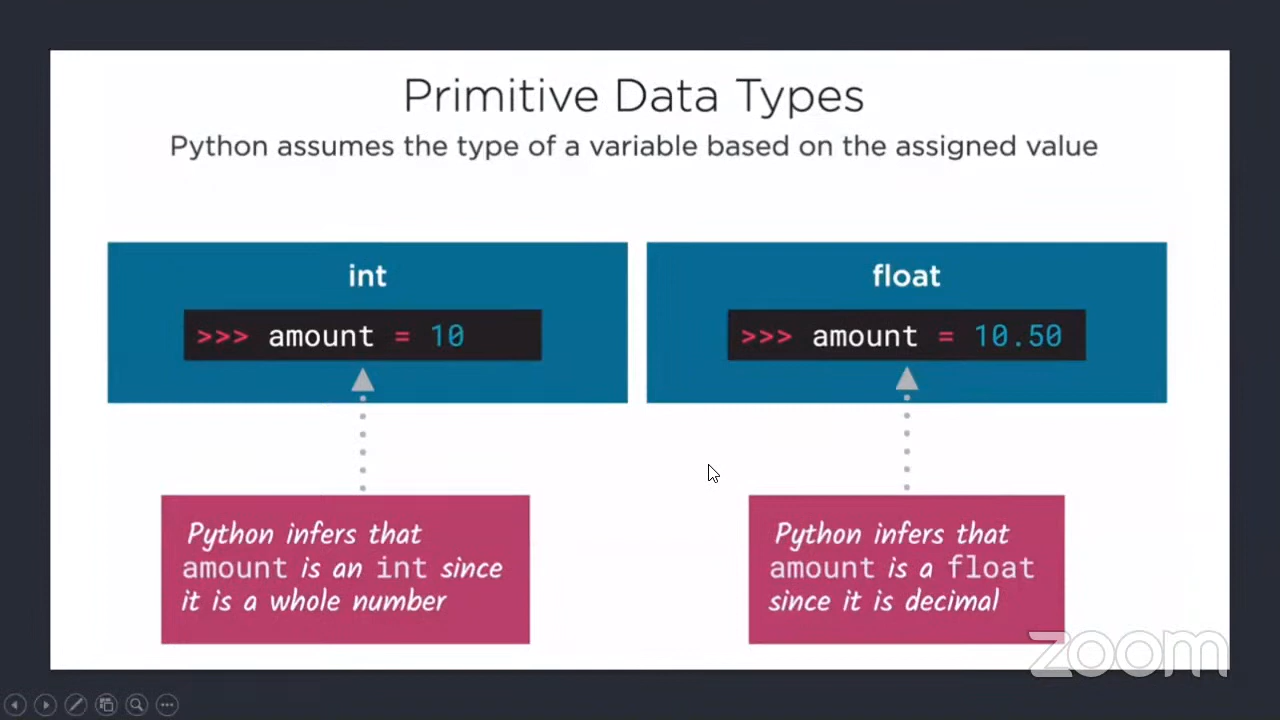 Primitive Data Types
Python assumes the type of a variable based on the assigned value
int
>>> amount = 10
float
>>> amount = 10.50
Python infers that
amount is an int since
it is a whole number
Python infers that
amount is a float
since it is decimal
zoom